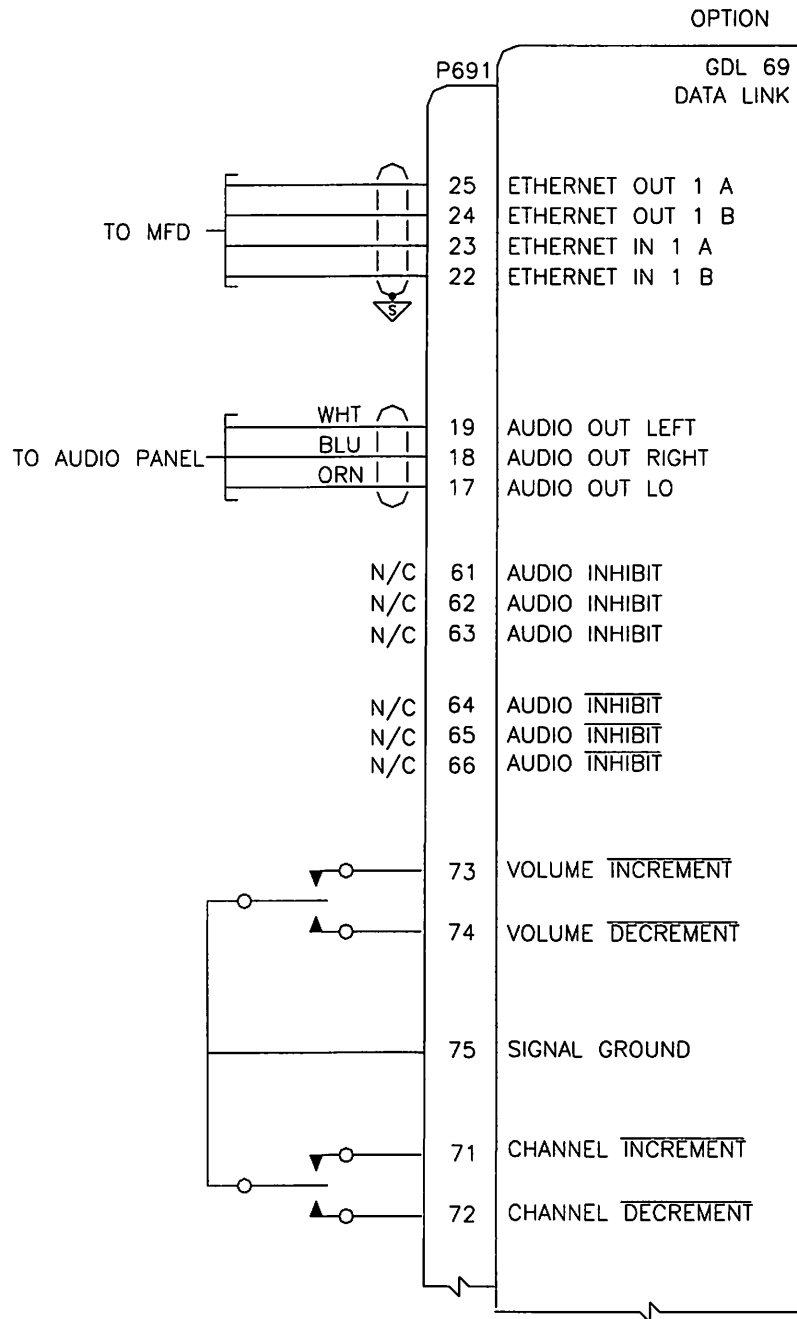 OPTION
P691
GDL 69
DATA LINK
25 ETHERNET OUT 1 A
24 ETHERNET OUT 1 B
TO MFD
23 ETHERNET IN 1 A
22 ETHERNET IN 1 B
S
WHT 19 AUDIO OUT LEFT
TO AUDIO PANEL BLU 18 AUDIO OUT RIGHT
ORN 17 AUDIO OUT LO
N/C 61 AUDIO INHIBIT
N/C 62 AUDIO INHIBIT
N/C 63 AUDIO INHIBIT
N/C 64 AUDIO INHIBIT
N/C 65 AUDIO INHIBIT
N/C 66 AUDIO INHIBIT
73 VOLUME INCREMENT
74 VOLUME DECREMENT
75 SIGNAL GROUND
71 CHANNEL INCREMENT
72 CHANNEL DECREMENT